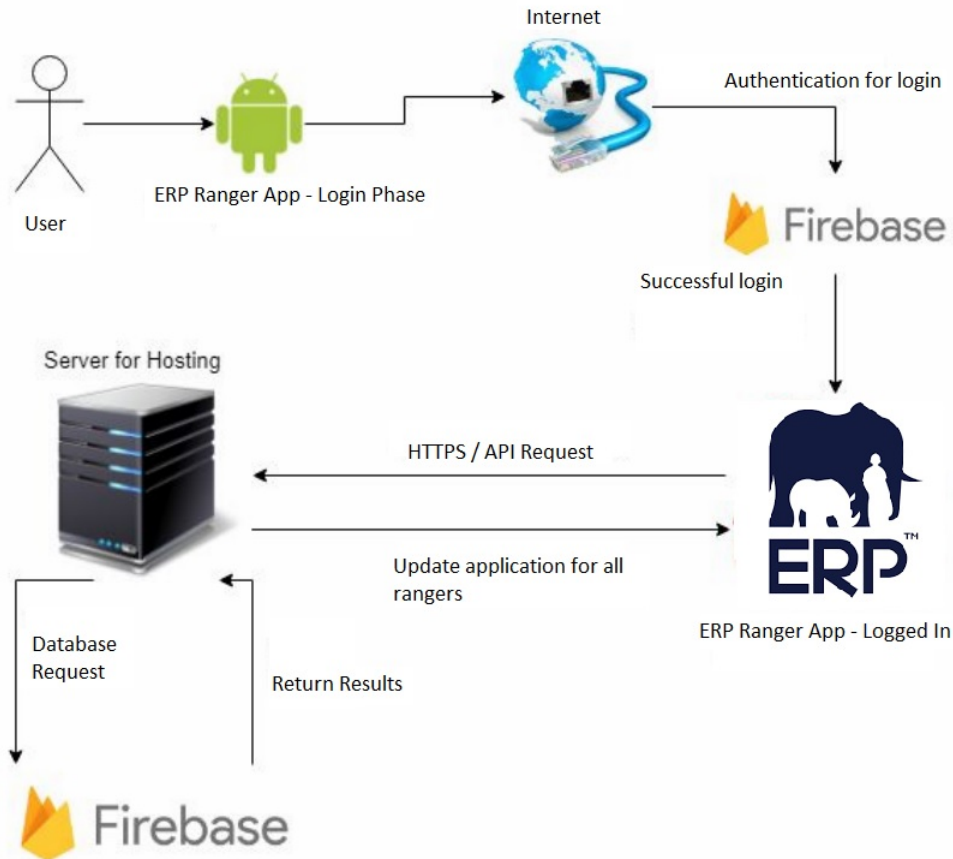 Internet
Authentication for login
ERP Ranger App - Login Phase
User
Firebase
Successful login
Server for Hosting
HTTPS / API Request
Update application for all
rangers
ERP™
ERP Ranger App - Logged In
Database
Request
Return Results
Firebase